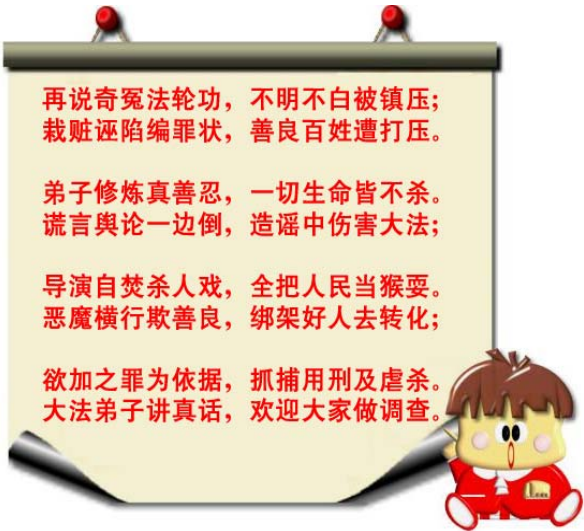 再说奇冤法轮功，不明不白被镇压；
栽赃诬陷编罪状，善良百姓遭打压。
弟子修炼真善忍，一切生命皆不杀。
谎言舆论一边倒，造谣中伤害大法；
导演自焚杀人戏，全把人民当猴耍。
恶魔横行欺善良，绑架好人去转化；
欲加之罪为依据，抓捕用刑及虐杀。
大法弟子讲真话，欢迎大家做调查。